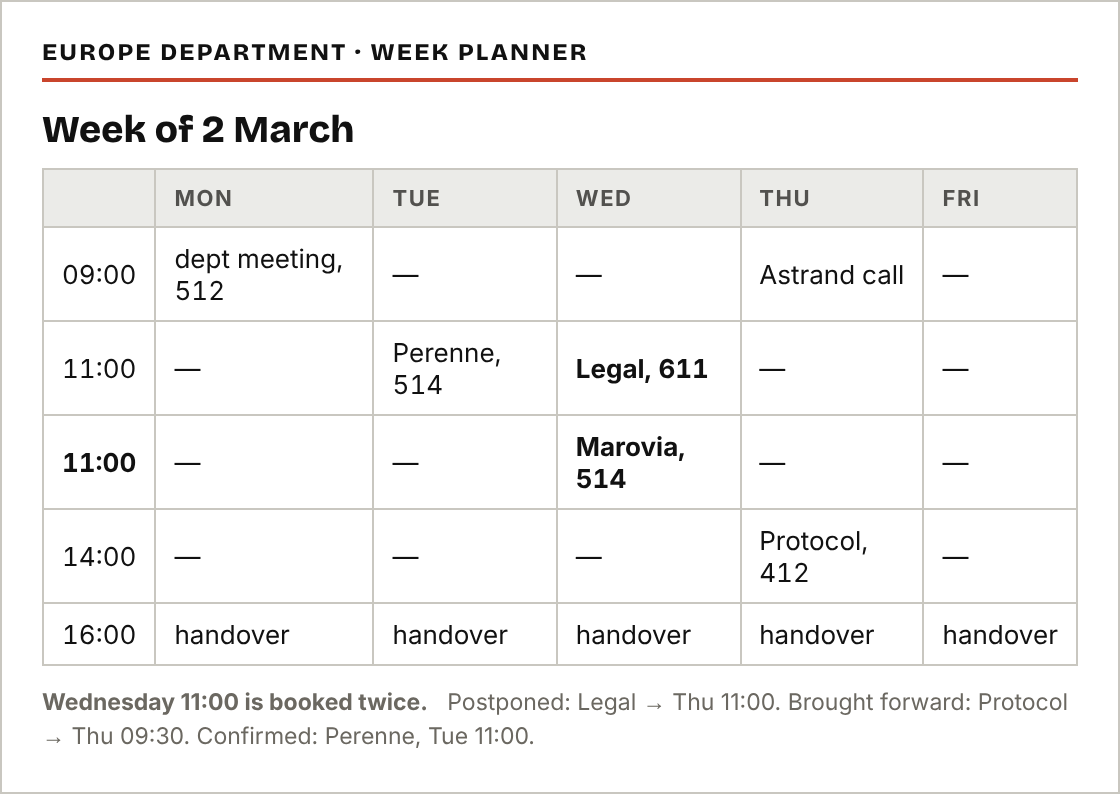 EUROPE DEPARTMENT · WEEK PLANNER
Week of 2 March
MON TUE WED THU FRI
09:00 dept meeting, 512 — — Astrand call —
11:00 — Perenne, 514 Legal, 611 — —
11:00 — — Marovia, 514 — —
14:00 — — — Protocol, 412 —
16:00 handover handover handover handover handover
Wednesday 11:00 is booked twice. Postponed: Legal → Thu 11:00. Brought forward: Protocol
→ Thu 09:30. Confirmed: Perenne, Tue 11:00.